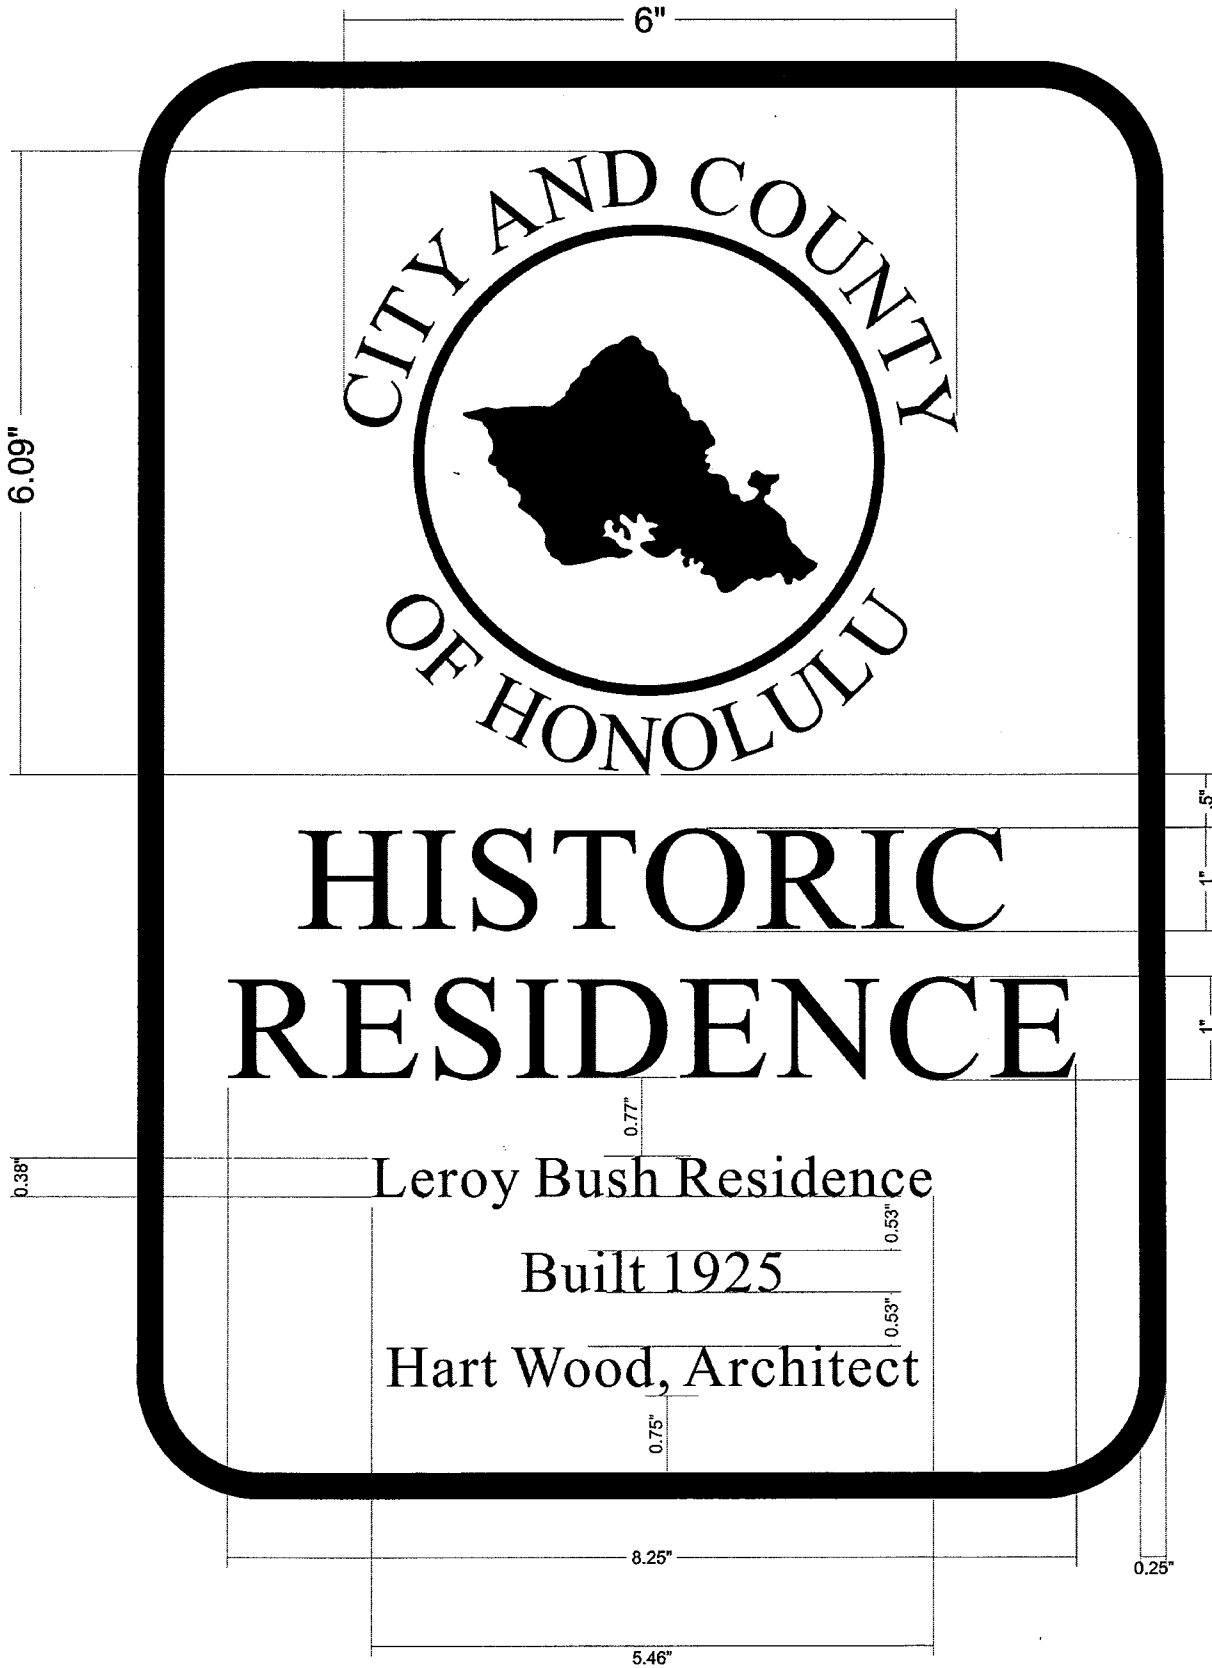 6"
CITY AND COUNTY
6.09"
OF HONOLULU
.5"
HISTORIC
1"
RESIDENCE
1"
0.77"
0.38"
Leroy Bush Residence
0.53"
Built 1925
0.53"
Hart Wood, Architect
0.75"
8.25"
0.25"
5.46"